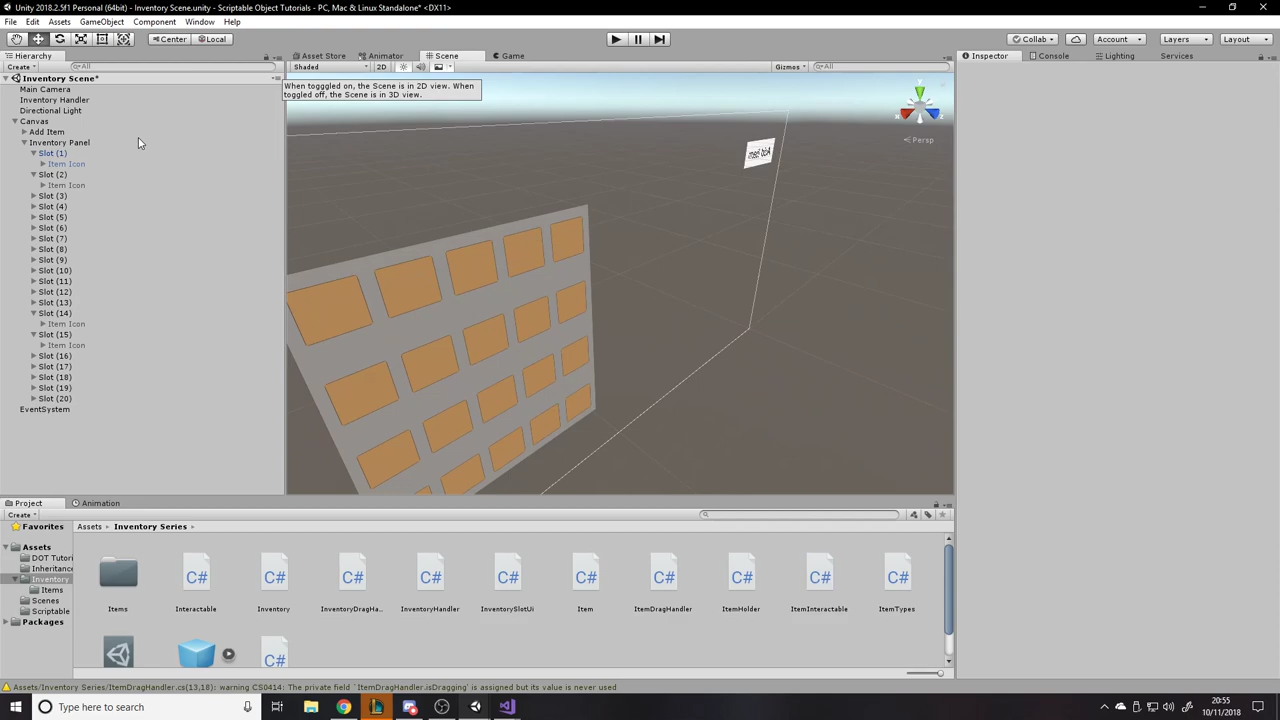 Unity 2018.2.5f1 Personal (64bit) - Inventory Scene.unity - Scriptable Object Tutorials - PC, Mac & Linux Standalone* <DX11>
File Edit Assets GameObject Component Window Help
Center Local Collab Account Layers Layout
Hierarchy Asset Store Animator Scene Game Inspector Console Lighting Services
Create All Shaded 2D Gizmos All
Inventory Scene*
When togggled on, the Scene is in 2D view. When
toggled off, the Scene is in 3D view.
Main Camera
Inventory Handler
Directional Light
Canvas
Add Item
Inventory Panel
Slot (1)
Item Icon
Slot (2)
Item Icon
Slot (3)
Slot (4)
Slot (5)
Slot (6)
Slot (7)
Slot (8)
Slot (9)
Slot (10)
Slot (11)
Slot (12)
Slot (13)
Slot (14)
Item Icon
Slot (15)
Item Icon
Slot (16)
Slot (17)
Slot (18)
Slot (19)
Slot (20)
EventSystem
Persp
Add Item
Project Animation
Create
Favorites
Assets
DOT Tutori
Inheritance
Inventory
Items
Scenes
Scriptable
Packages
Assets Inventory Series
Items Interactable Inventory InventoryDragHa... InventoryHandler InventorySlotUi Item ItemDragHandler ItemHolder ItemInteractable ItemTypes
C# C# C# C# C# C# C# C# C# C#
C#
Assets/Inventory Series/ItemDragHandler.cs(13,18): warning CS0414: The private field `ItemDragHandler.isDragging` is assigned but its value is never used
Type here to search
20:55
10/11/2018